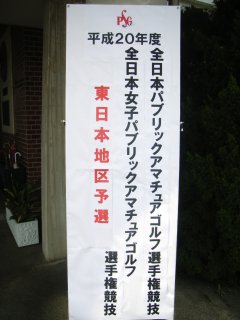 PSG
平成20年度
全日本パブリックアマチュアゴルフ選手権競技
全日本女子パブリックアマチュアゴルフ選手権競技
東日本地区予選